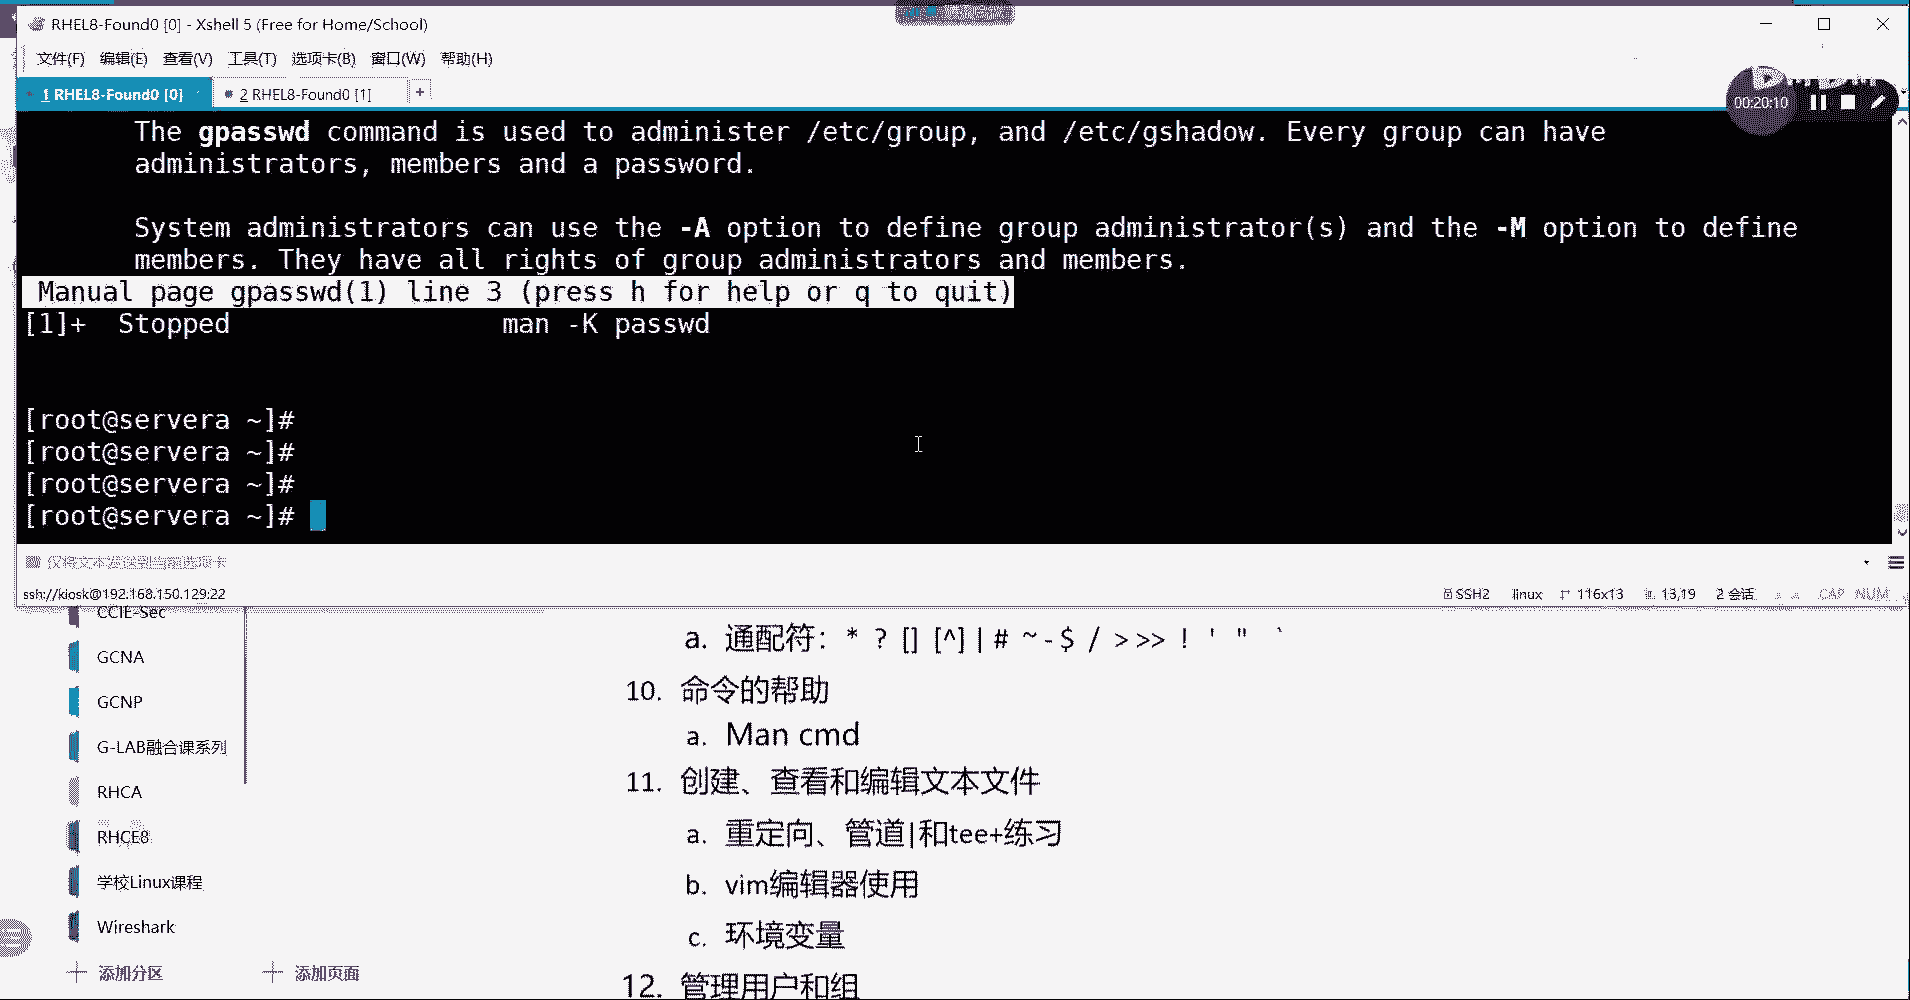 RHEL8-Found0 [0] - Xshell 5 (Free for Home/School)
文件(F) 编辑(E) 查看(V) 工具(T) 选项卡(B) 窗口(W) 帮助(H)
1 RHEL8-Found0 [0] 2 RHEL8-Found0 [1] +
00:20:10
The gpasswd command is used to administer /etc/group, and /etc/gshadow. Every group can have
administrators, members and a password.
System administrators can use the -A option to define group administrator(s) and the -M option to define
members. They have all rights of group administrators and members.
Manual page gpasswd(1) line 3 (press h for help or q to quit)
[1]+  Stopped                 man -K passwd
[root@servera ~]#
[root@servera ~]#
[root@servera ~]#
[root@servera ~]#
仅将文本发送到当前选项卡
ssh://kiosk@192.168.150.129:22 SSH2 linux 116x13 13,19 2 会话 CAP NUM
CCIE-Sec
GCNA
GCNP
G-LAB融合课系列
RHCA
RHCE8
学校Linux课程
Wireshark
添加分区 添加页面
a. 通配符： * ? [] [^] | # ~ - $ / > >> ! ' " `
10. 命令的帮助
a. Man cmd
11. 创建、查看和编辑文本文件
a. 重定向、管道|和tee+练习
b. vim编辑器使用
c. 环境变量
12. 管理用户和组